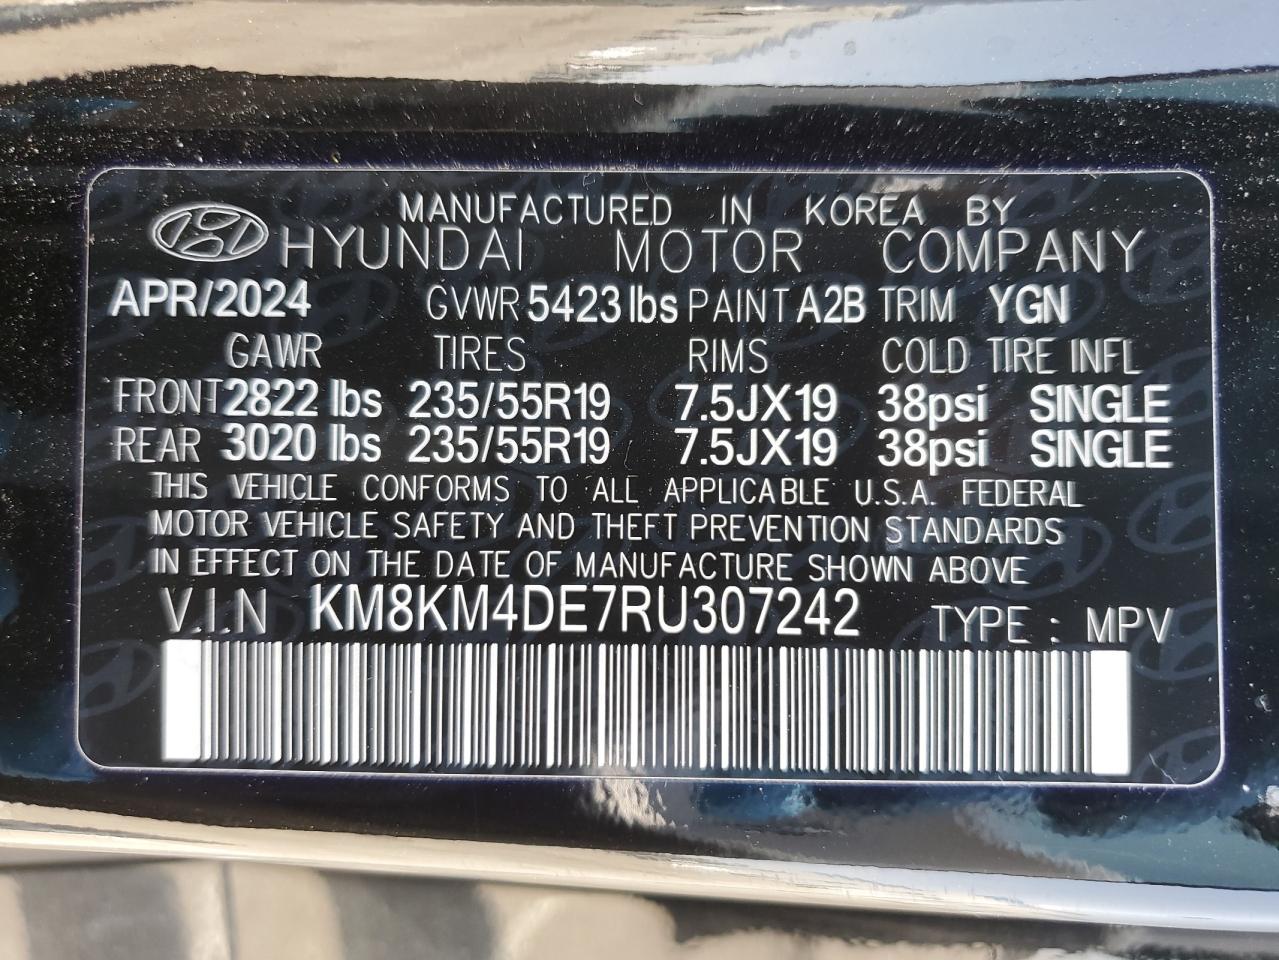 MANUFACTURED IN KOREA BY
HYUNDAI MOTOR COMPANY
APR/2024 GVWR 5423 lbs PAINT A2B TRIM YGN
GAWR TIRES RIMS COLD TIRE INFL
FRONT 2822 lbs 235/55R19 7.5JX19 38psi SINGLE
REAR 3020 lbs 235/55R19 7.5JX19 38psi SINGLE
THIS VEHICLE CONFORMS TO ALL APPLICABLE U.S.A. FEDERAL
MOTOR VEHICLE SAFETY AND THEFT PREVENTION STANDARDS
IN EFFECT ON THE DATE OF MANUFACTURE SHOWN ABOVE
V.I.N KM8KM4DE7RU307242 TYPE : MPV